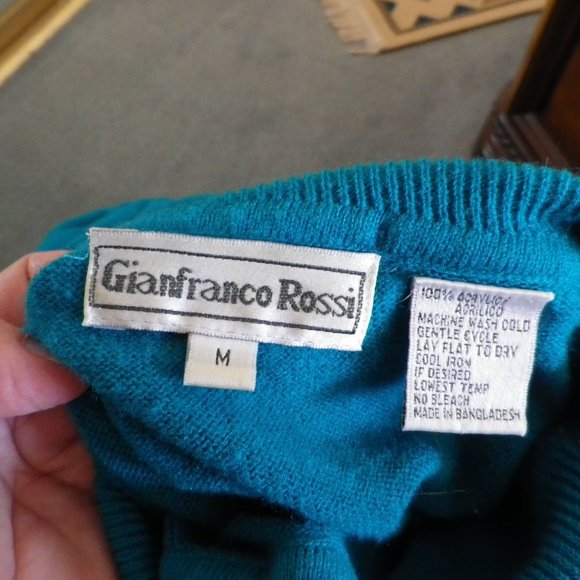 Gianfranco Rossi
M
100% ACRYLIC/
ACRILICO
MACHINE WASH COLD
GENTLE CYCLE
LAY FLAT TO DRY
COOL IRON
IF DESIRED
LOWEST TEMP
NO BLEACH
MADE IN BANGLADESH